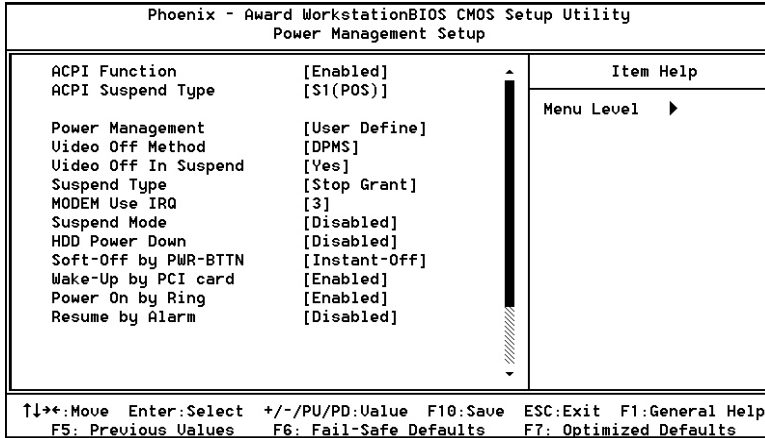 Phoenix - Award WorkstationBIOS CMOS Setup Utility
Power Management Setup
ACPI Function [Enabled]
ACPI Suspend Type [S1(POS)]
Power Management [User Define]
Video Off Method [DPMS]
Video Off In Suspend [Yes]
Suspend Type [Stop Grant]
MODEM Use IRQ [3]
Suspend Mode [Disabled]
HDD Power Down [Disabled]
Soft-Off by PWR-BTTN [Instant-Off]
Wake-Up by PCI card [Enabled]
Power On by Ring [Enabled]
Resume by Alarm [Disabled]
Item Help
Menu Level ▶
↑↓→←:Move Enter:Select +/-/PU/PD:Value F10:Save ESC:Exit F1:General Help
F5: Previous Values F6: Fail-Safe Defaults F7: Optimized Defaults